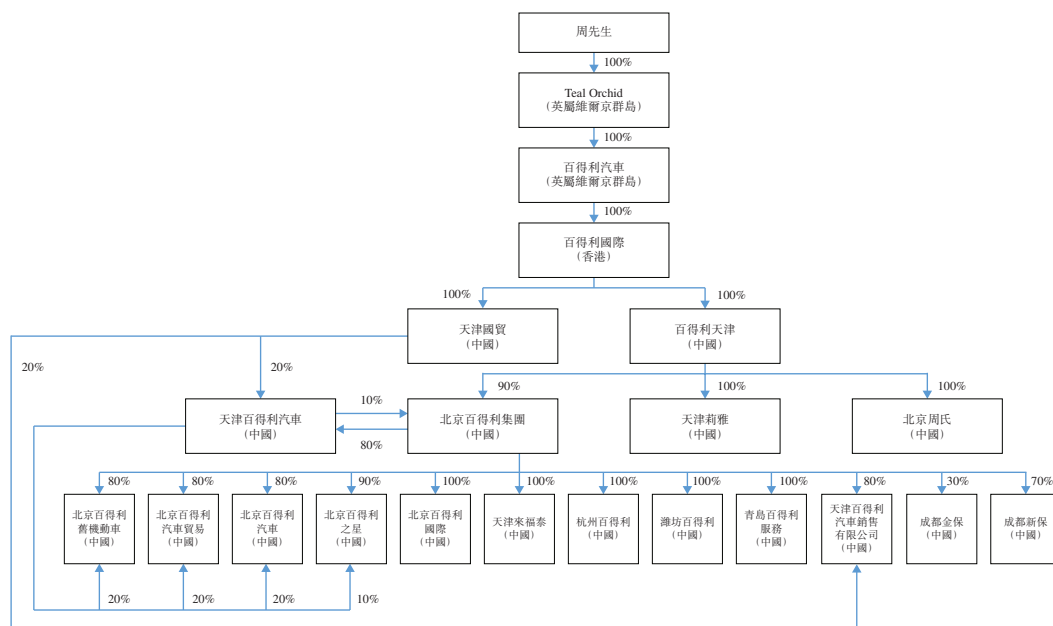 周先生
100%
Teal Orchid
(英屬維爾京群島)
100%
百得利汽車
(英屬維爾京群島)
100%
百得利國際
(香港)
100%
100%
天津國貿
(中國)
百得利天津
(中國)
20%
20%
90%
100%
100%
天津百得利汽車
(中國)
10%
80%
北京百得利集團
(中國)
天津莉雅
(中國)
北京周氏
(中國)
80%
80%
80%
90%
100%
100%
100%
100%
100%
80%
30%
70%
北京百得利
舊機動車
(中國)
北京百得利
汽車貿易
(中國)
北京百得利
汽車
(中國)
北京百得利
之星
(中國)
北京百得利
國際
(中國)
天津來福泰
(中國)
杭州百得利
(中國)
濰坊百得利
(中國)
青島百得利
服務
(中國)
天津百得利
汽車銷售
有限公司
(中國)
成都金保
(中國)
成都新保
(中國)
20%
20%
20%
10%